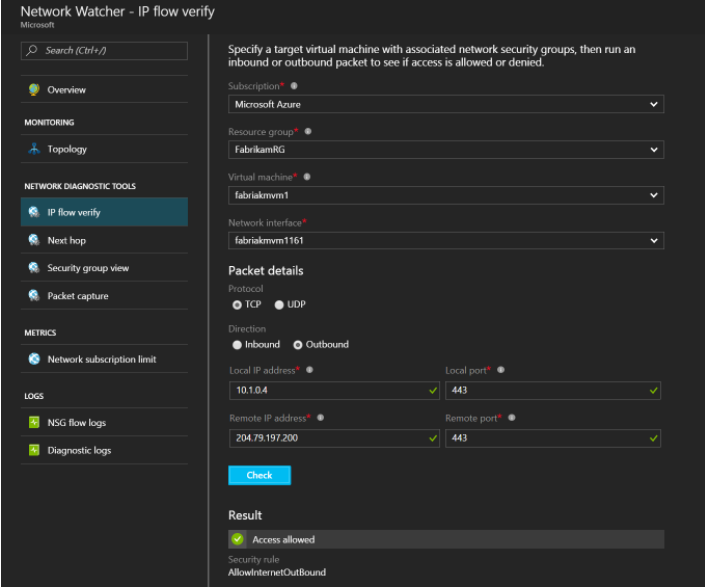 Network Watcher - IP flow verify
Microsoft
Search (Ctrl+/)
Overview
MONITORING
Topology
NETWORK DIAGNOSTIC TOOLS
IP flow verify
Next hop
Security group view
Packet capture
METRICS
Network subscription limit
LOGS
NSG flow logs
Diagnostic logs
Specify a target virtual machine with associated network security groups, then run an
inbound or outbound packet to see if access is allowed or denied.
Subscription*
Microsoft Azure
Resource group*
FabrikamRG
Virtual machine*
fabriakmvm1
Network interface*
fabriakmvm1161
Packet details
Protocol
TCP UDP
Direction
Inbound Outbound
Local IP address* Local port*
10.1.0.4 443
Remote IP address* Remote port*
204.79.197.200 443
Check
Result
Access allowed
Security rule
AllowInternetOutBound